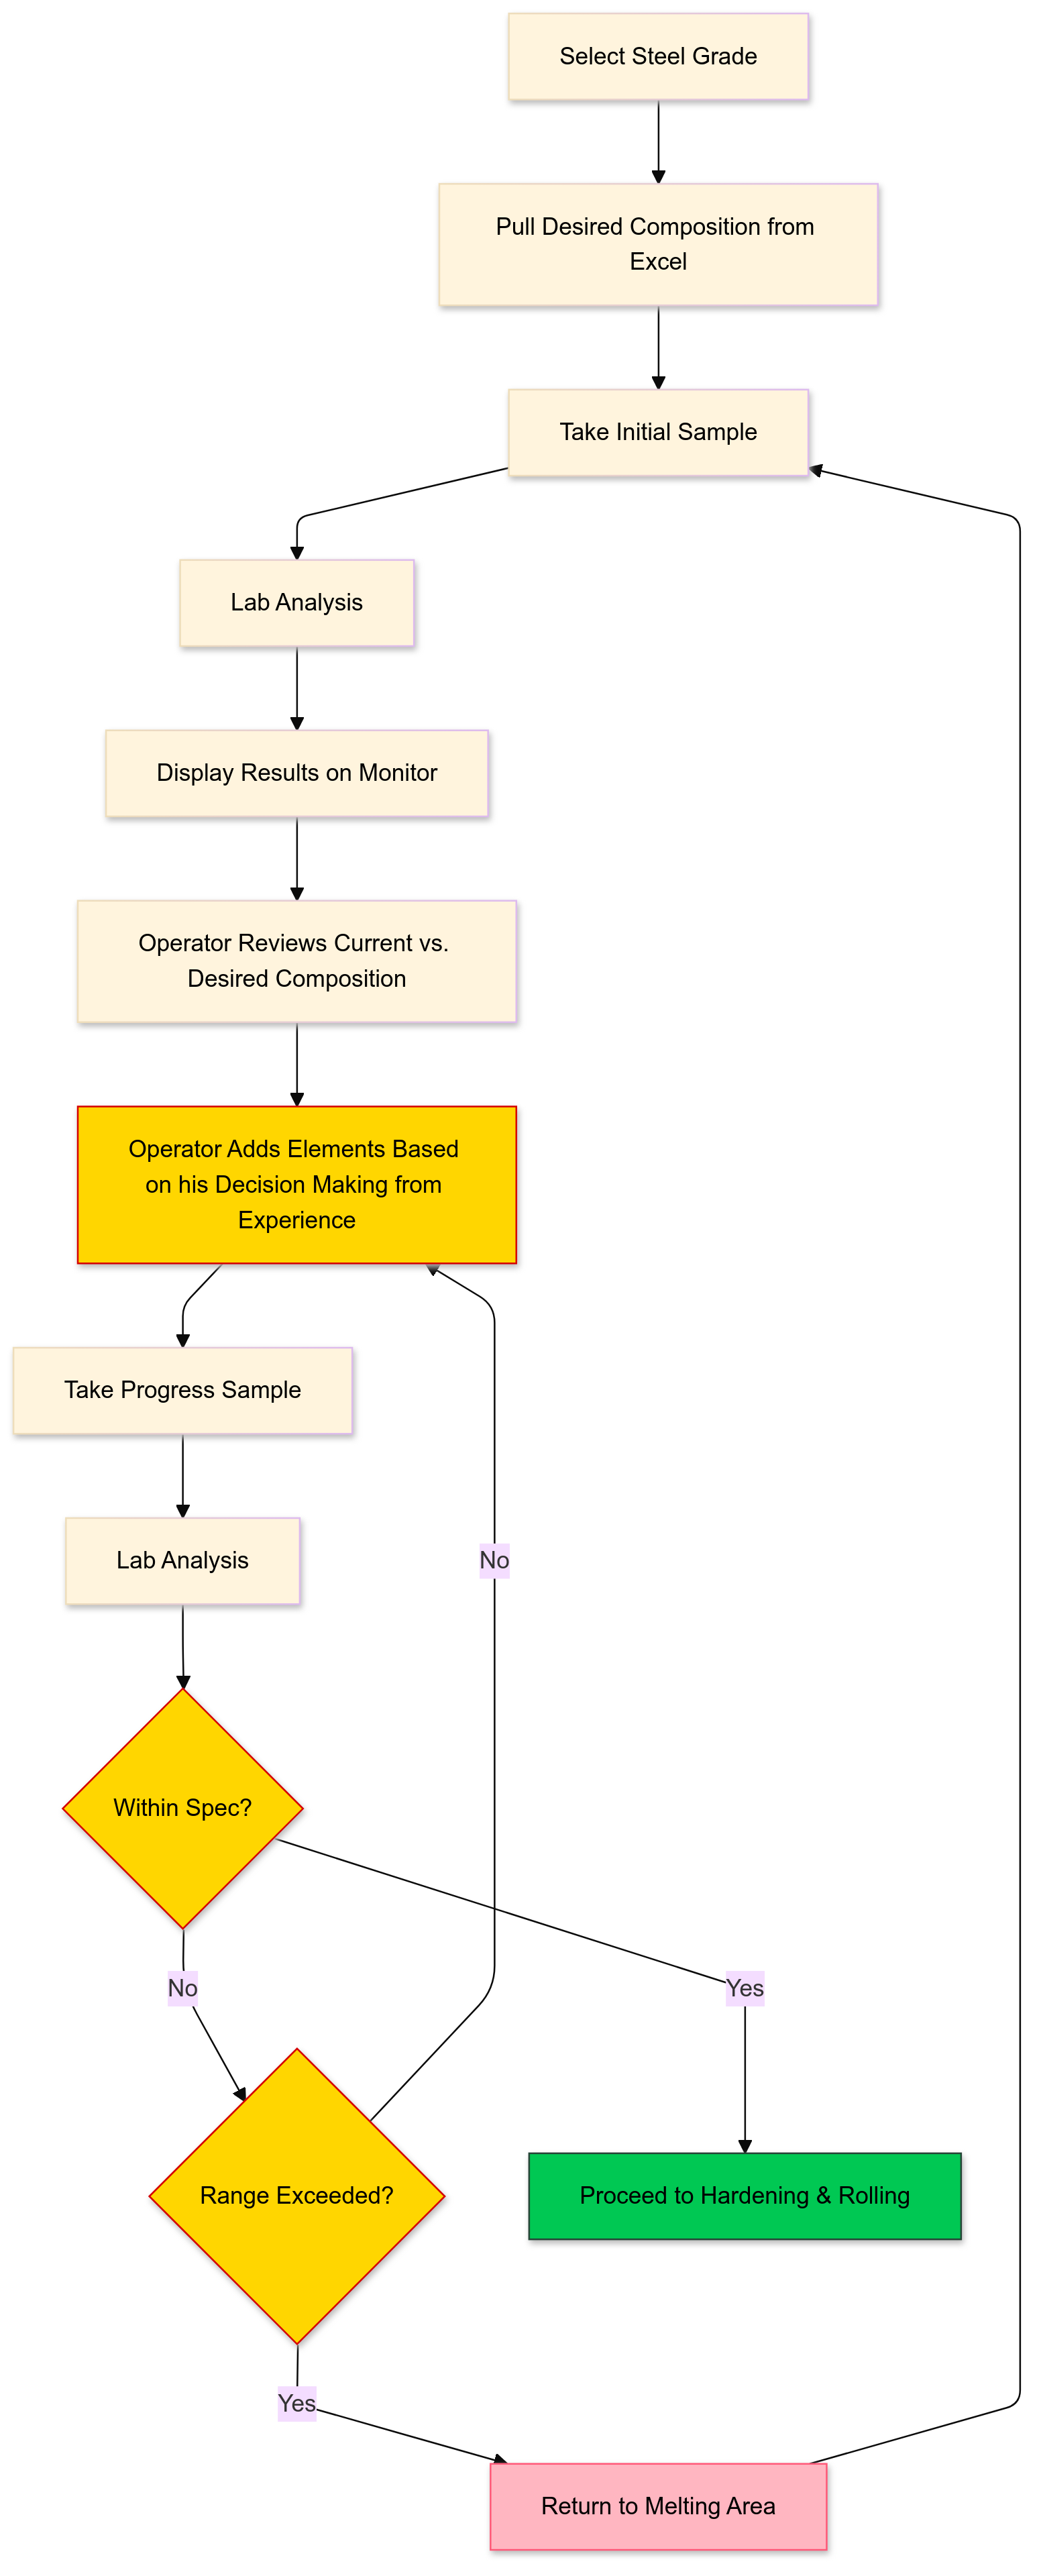 Select Steel Grade
Pull Desired Composition from
Excel
Take Initial Sample
Lab Analysis
Display Results on Monitor
Operator Reviews Current vs.
Desired Composition
Operator Adds Elements Based
on his Decision Making from
Experience
Take Progress Sample
Lab Analysis
No
Within Spec?
No
Yes
Range Exceeded?
Proceed to Hardening & Rolling
Yes
Return to Melting Area